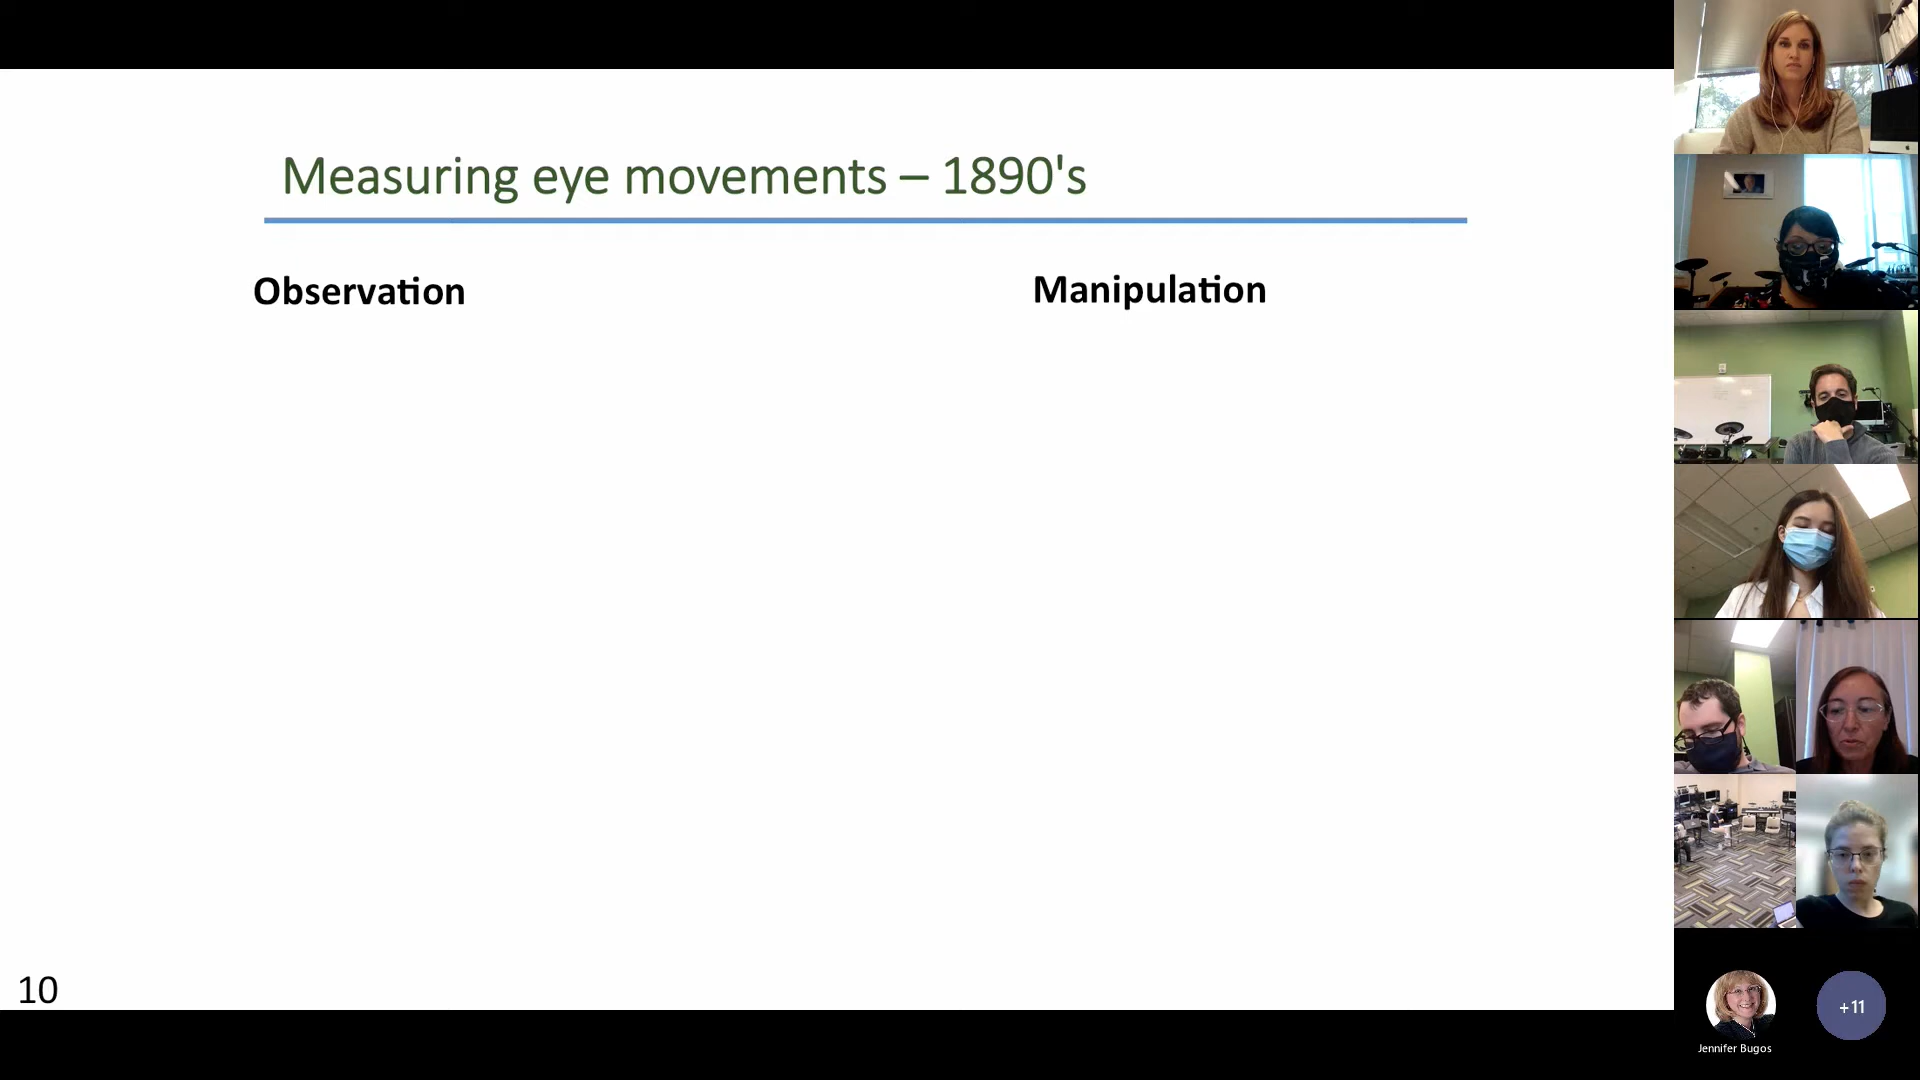 Measuring eye movements – 1890's
Observation
Manipulation
10
+11
Jennifer Bugos